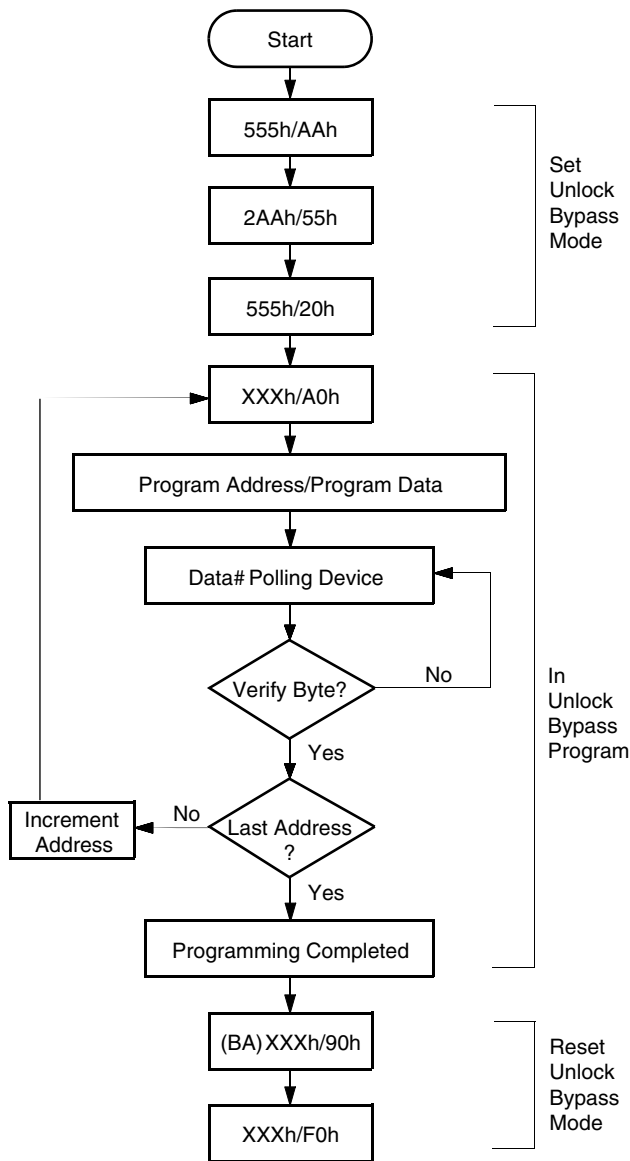 Start
555h/AAh
Set
Unlock
Bypass
Mode
2AAh/55h
555h/20h
XXXh/A0h
Program Address/Program Data
Data# Polling Device
Verify Byte?
No
In
Unlock
Bypass
Program
Yes
Increment
Address
No
Last Address
?
Yes
Programming Completed
(BA) XXXh/90h
Reset
Unlock
Bypass
Mode
XXXh/F0h